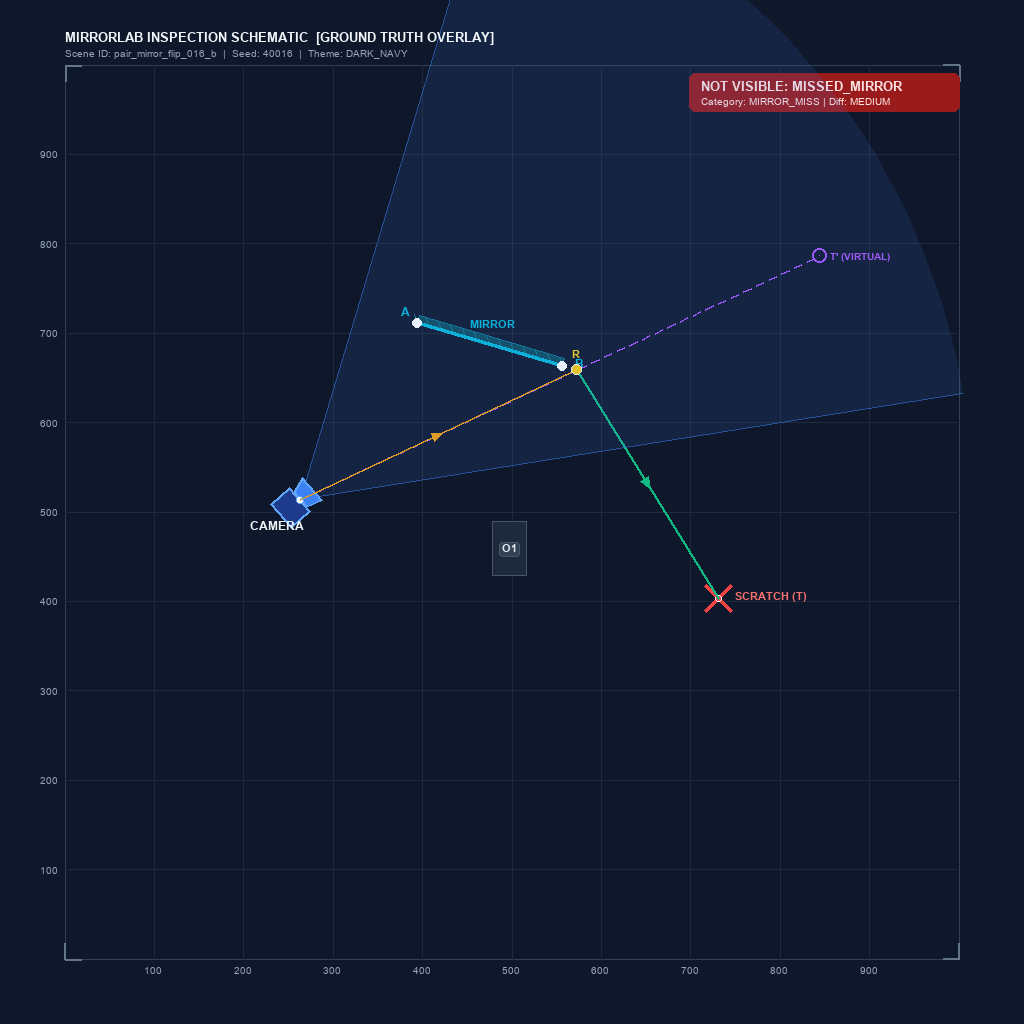 MIRRORLAB INSPECTION SCHEMATIC [GROUND TRUTH OVERLAY]
Scene ID: pair_mirror_flip_016_b | Seed: 40016 | Theme: DARK_NAVY
NOT VISIBLE: MISSED_MIRROR
Category: MIRROR_MISS | Diff: MEDIUM
900
800
T' (VIRTUAL)
A
MIRROR
700
R
B
600
500
CAMERA
O1
400
SCRATCH (T)
300
200
100
100 200 300 400 500 600 700 800 900